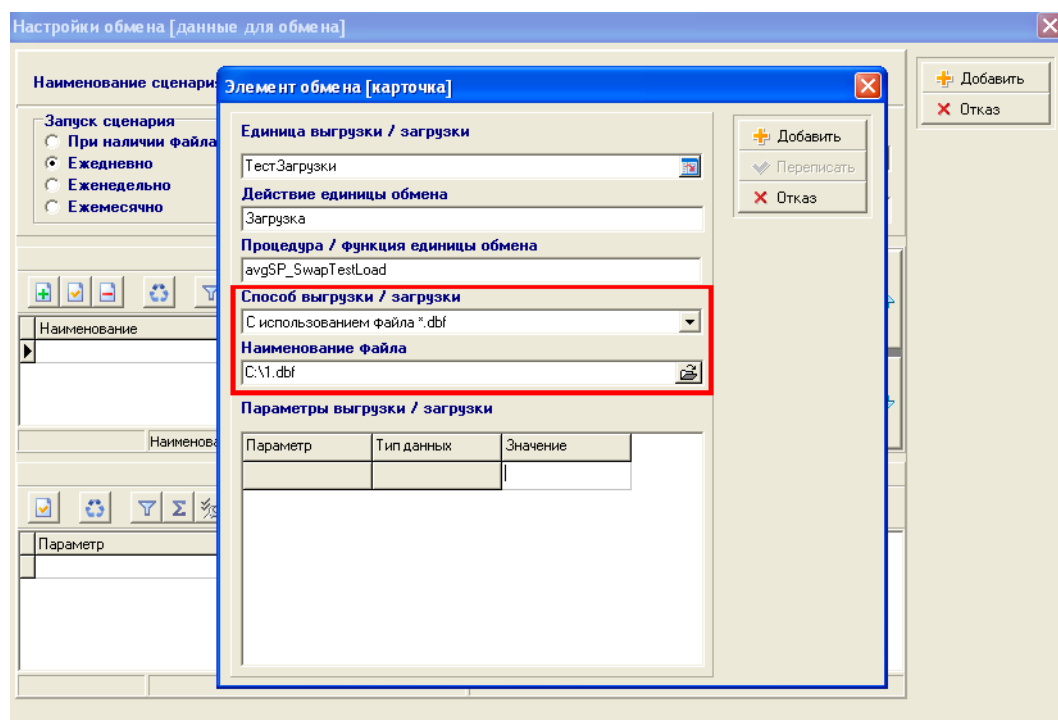 Настройки обмена [данные для обмена]
Наименование сценари
Добавить
Отказ
Запуск сценария
При наличии файла
Ежедневно
Еженедельно
Ежемесячно
Наименование
Параметр
Элемент обмена [карточка]
Единица выгрузки / загрузки
ТестЗагрузки
Действие единицы обмена
Загрузка
Процедура / функция единицы обмена
avgSP_SwapTestLoad
Способ выгрузки / загрузки
С использованием файла *.dbf
Наименование файла
C:\1.dbf
Параметры выгрузки / загрузки
Параметр Тип данных Значение
Добавить
Переписать
Отказ